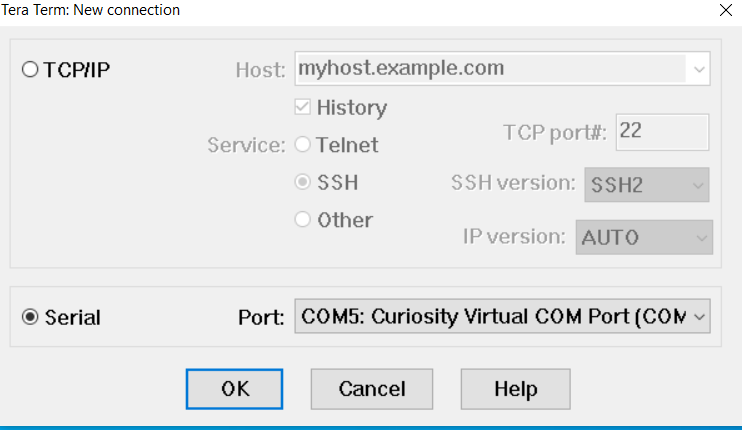 Tera Term: New connection
TCP/IP Host: myhost.example.com
History
Service: Telnet TCP port#: 22
SSH SSH version: SSH2
Other IP version: AUTO
Serial Port: COM5: Curiosity Virtual COM Port (COM
OK Cancel Help